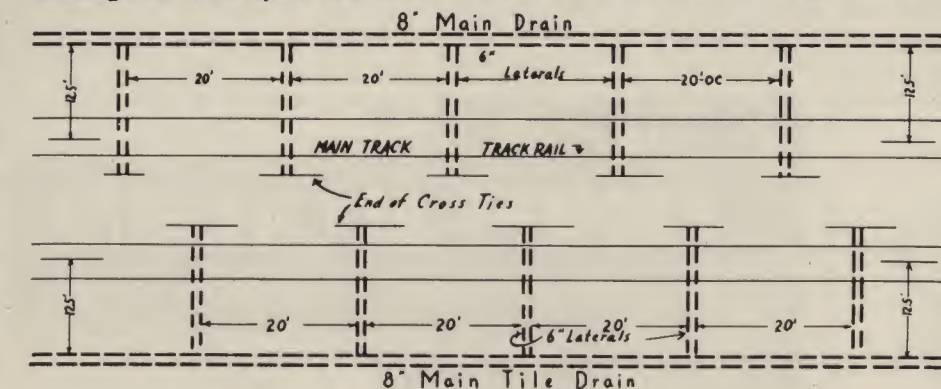 8" Main Drain
6"
Laterals
20' 20' 20'-OC
12.5' 12.5'
MAIN TRACK TRACK RAIL
End of Cross Ties
12.5' 12.5'
20' 20' 20' 20'
6" Laterals
8" Main Tile Drain